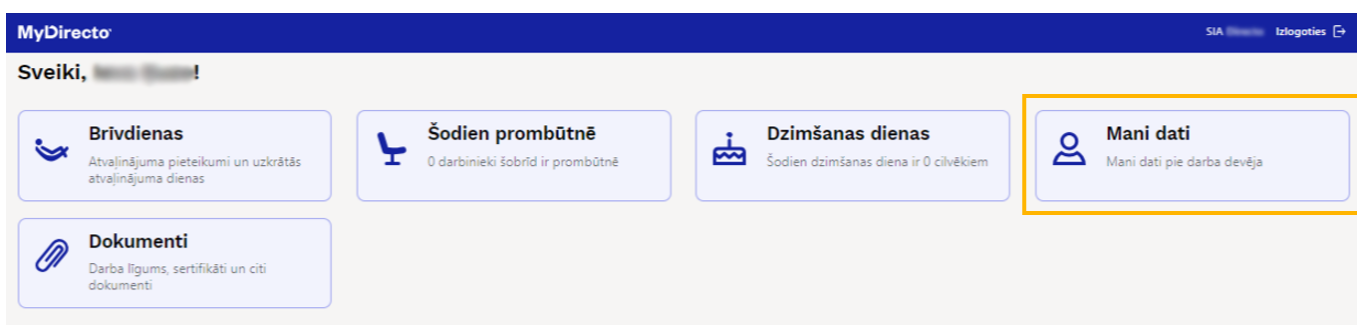 MyDirecto
SIA Izlogoties
Sveiki, !
Brīvdienas
Atvaļinājuma pieteikumi un uzkrātās
atvaļinājuma dienas
Šodien prombūtnē
0 darbinieki šobrīd ir prombūtnē
Dzimšanas dienas
Šodien dzimšanas diena ir 0 cilvēkiem
Mani dati
Mani dati pie darba devēja
Dokumenti
Darba līgums, sertifikāti un citi
dokumenti